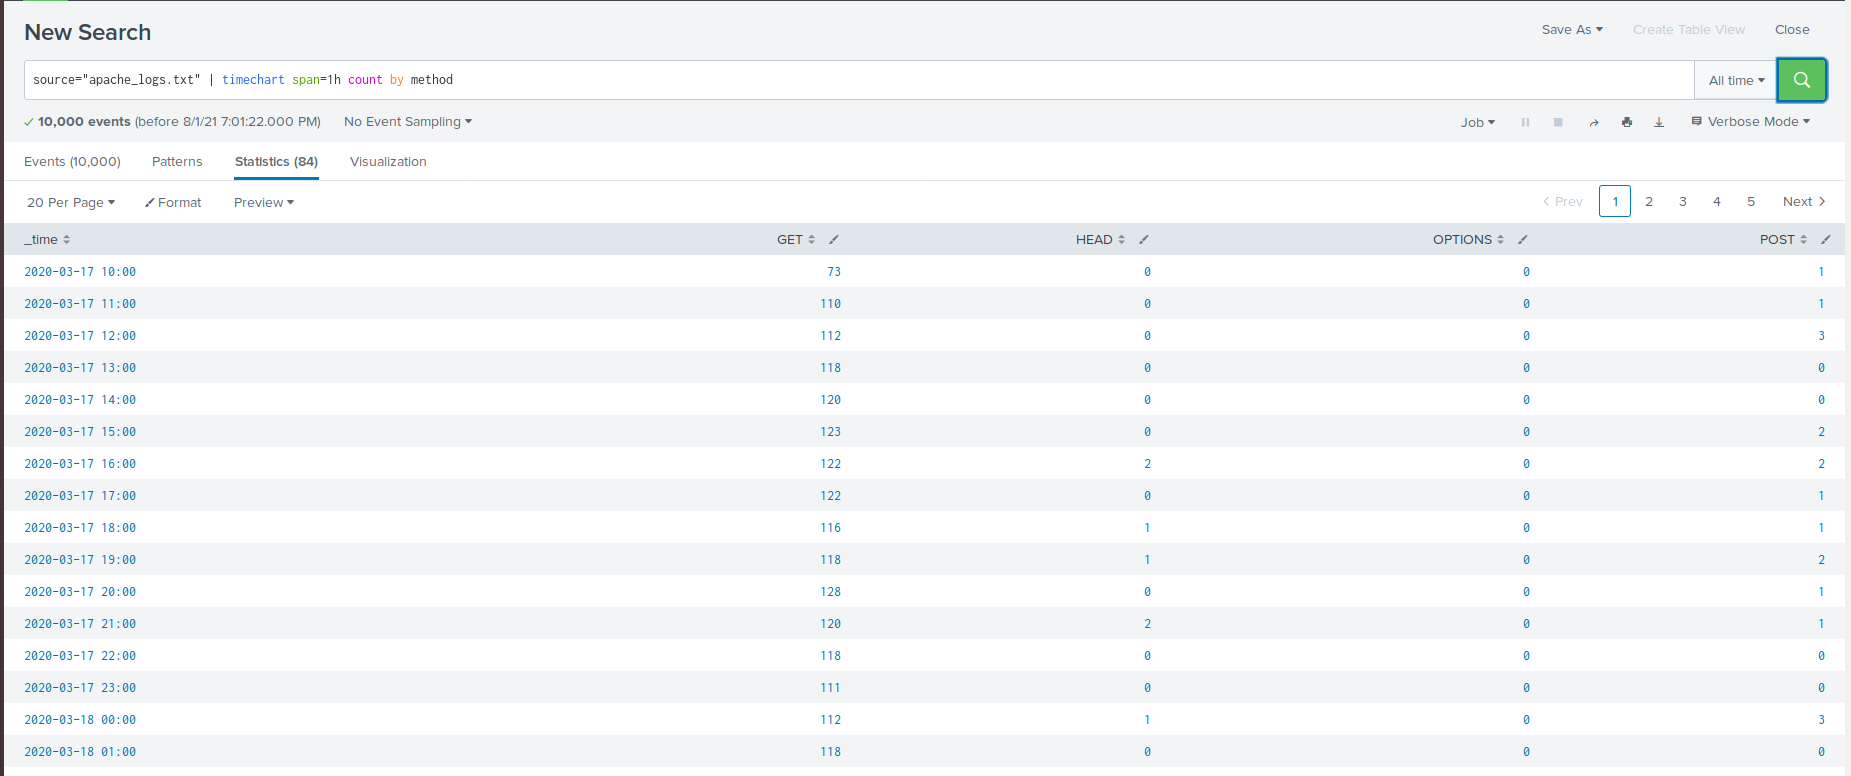 New Search
Save As Create Table View Close
source="apache_logs.txt" | timechart span=1h count by method
All time
10,000 events (before 8/1/21 7:01:22.000 PM) No Event Sampling
Job Verbose Mode
Events (10,000) Patterns Statistics (84) Visualization
20 Per Page Format Preview
Prev 1 2 3 4 5 Next
_time GET HEAD OPTIONS POST
2020-03-17 10:00 73 0 0 1
2020-03-17 11:00 110 0 0 1
2020-03-17 12:00 112 0 0 3
2020-03-17 13:00 118 0 0 0
2020-03-17 14:00 120 0 0 0
2020-03-17 15:00 123 0 0 2
2020-03-17 16:00 122 2 0 2
2020-03-17 17:00 122 0 0 1
2020-03-17 18:00 116 1 0 1
2020-03-17 19:00 118 1 0 2
2020-03-17 20:00 128 0 0 1
2020-03-17 21:00 120 2 0 1
2020-03-17 22:00 118 0 0 0
2020-03-17 23:00 111 0 0 0
2020-03-18 00:00 112 1 0 3
2020-03-18 01:00 118 0 0 0